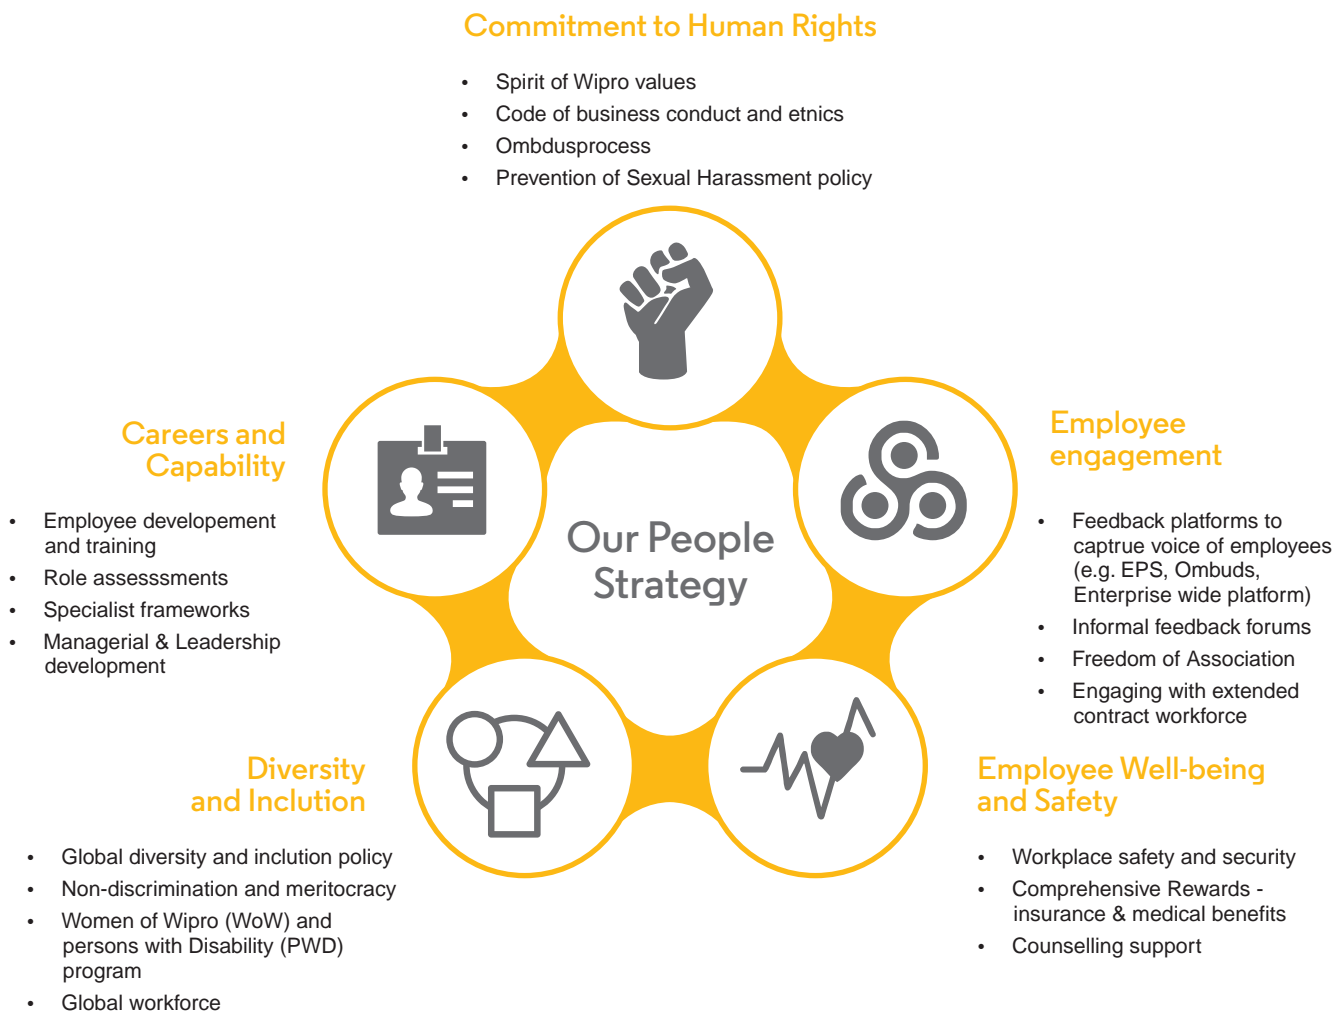 Commitment to Human Rights
• Spirit of Wipro values
• Code of business conduct and etnics
• Ombdusprocess
• Prevention of Sexual Harassment policy
Careers and
Capability
• Employee developement
and training
• Role assesssments
• Specialist frameworks
• Managerial & Leadership
development
Our People
Strategy
Employee
engagement
• Feedback platforms to
captrue voice of employees
(e.g. EPS, Ombuds,
Enterprise wide platform)
• Informal feedback forums
• Freedom of Association
• Engaging with extended
contract workforce
Diversity
and Inclution
• Global diversity and inclution policy
• Non-discrimination and meritocracy
• Women of Wipro (WoW) and
persons with Disability (PWD)
program
• Global workforce
Employee Well-being
and Safety
• Workplace safety and security
• Comprehensive Rewards -
insurance & medical benefits
• Counselling support